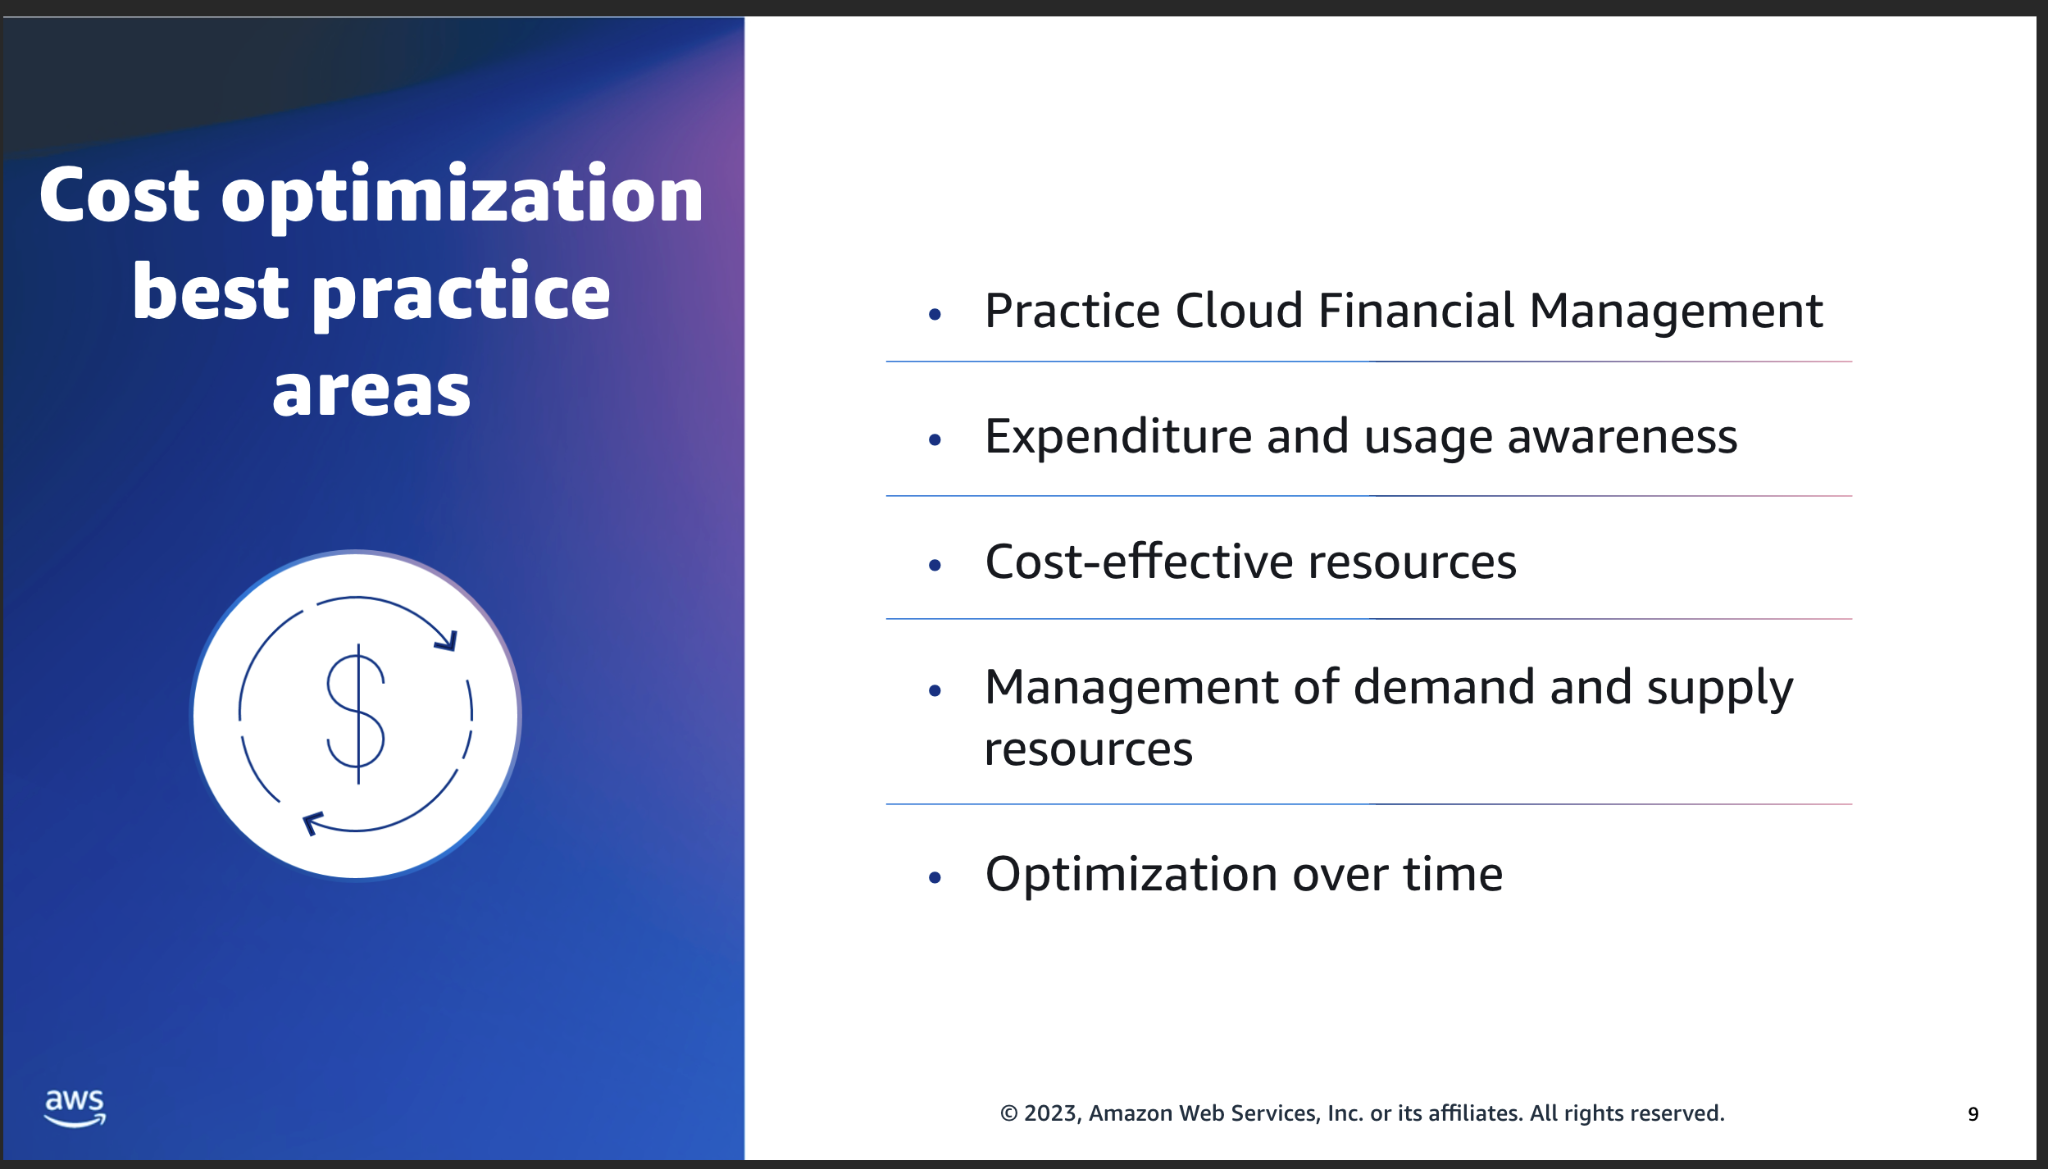 Cost optimization
best practice
areas
• Practice Cloud Financial Management
• Expenditure and usage awareness
• Cost-effective resources
• Management of demand and supply
resources
• Optimization over time
$
aws
© 2023, Amazon Web Services, Inc. or its affiliates. All rights reserved.
9